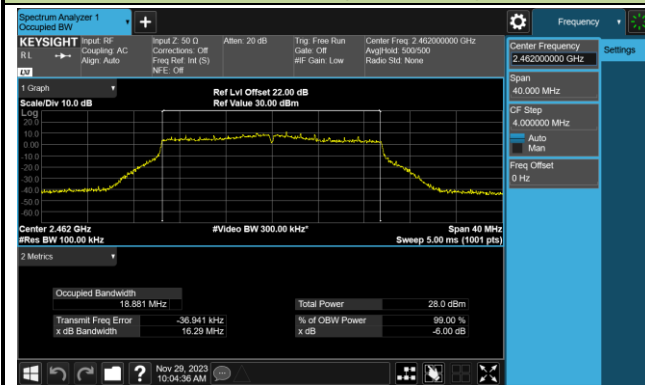 Spectrum Analyzer 1
Occupied BW
+
Frequency
KEYSIGHT
R L
LXI
Input: RF
Coupling: AC
Align: Auto
Input Z: 50 Ω
Corrections: Off
Freq Ref: Int (S)
NFE: Off
Atten: 20 dB
Trig: Free Run
Gate: Off
#IF Gain: Low
Center Freq: 2.462000000 GHz
Avg|Hold: 500/500
Radio Std: None
Center Frequency
2.462000000 GHz
Settings
Span
40.000 MHz
CF Step
4.000000 MHz
Auto
Man
Freq Offset
0 Hz
1 Graph
Scale/Div 10.0 dB
Ref Lvl Offset 22.00 dB
Ref Value 30.00 dBm
Log
20.0
10.0
0.00
-10.0
-20.0
-30.0
-40.0
-50.0
-60.0
Center 2.462 GHz
#Video BW 300.00 kHz*
Span 40 MHz
#Res BW 100.00 kHz
Sweep 5.00 ms (1001 pts)
2 Metrics
Occupied Bandwidth
18.881 MHz
Total Power 28.0 dBm
Transmit Freq Error -36.941 kHz
% of OBW Power 99.00 %
x dB Bandwidth 16.29 MHz
x dB -6.00 dB
?
Nov 29, 2023
10:04:36 AM